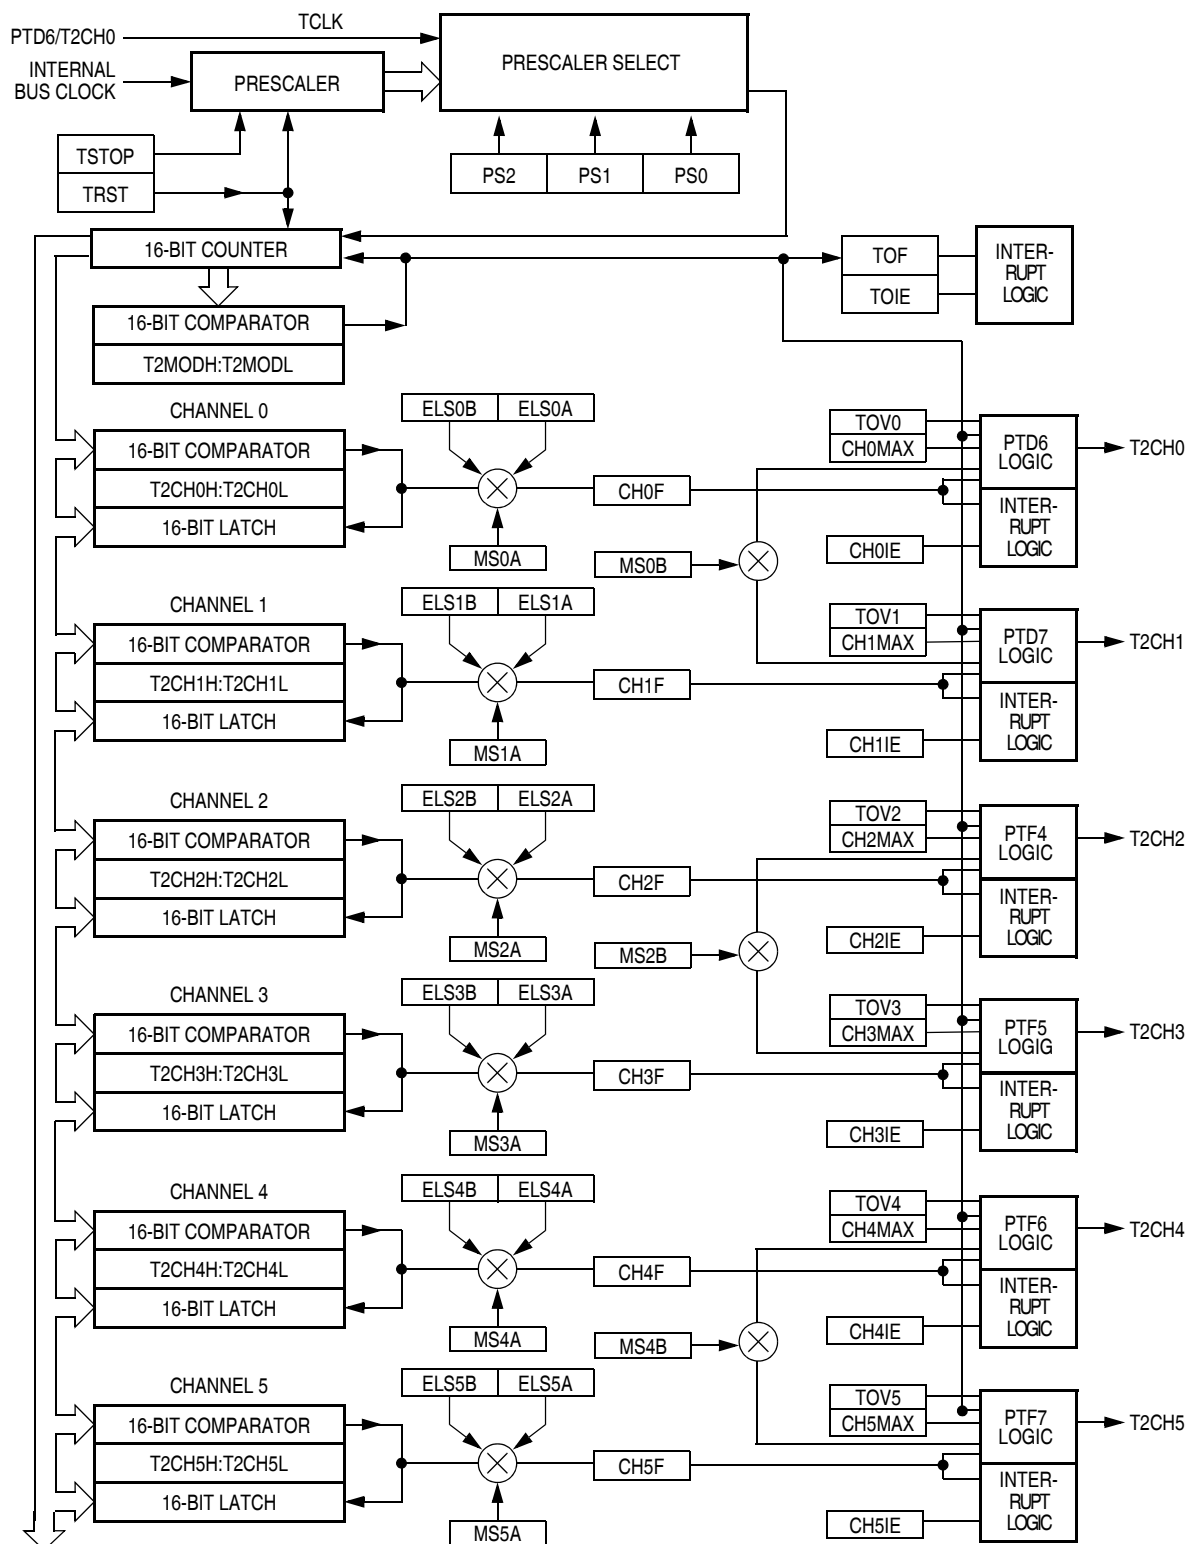 TCLK
PTD6/T2CH0
INTERNAL
BUS CLOCK
PRESCALER
PRESCALER SELECT
TSTOP
TRST
PS2
PS1
PS0
16-BIT COUNTER
16-BIT COMPARATOR
T2MODH:T2MODL
TOF
TOIE
INTER-
RUPT
LOGIC
CHANNEL 0
16-BIT COMPARATOR
T2CH0H:T2CH0L
16-BIT LATCH
ELS0B
ELS0A
MS0A
CH0F
MS0B
TOV0
CH0MAX
CH0IE
PTD6
LOGIC
INTER-
RUPT
LOGIC
T2CH0
CHANNEL 1
16-BIT COMPARATOR
T2CH1H:T2CH1L
16-BIT LATCH
ELS1B
ELS1A
MS1A
CH1F
TOV1
CH1MAX
CH1IE
PTD7
LOGIC
INTER-
RUPT
LOGIC
T2CH1
CHANNEL 2
16-BIT COMPARATOR
T2CH2H:T2CH2L
16-BIT LATCH
ELS2B
ELS2A
MS2A
CH2F
MS2B
TOV2
CH2MAX
CH2IE
PTF4
LOGIC
INTER-
RUPT
LOGIC
T2CH2
CHANNEL 3
16-BIT COMPARATOR
T2CH3H:T2CH3L
16-BIT LATCH
ELS3B
ELS3A
MS3A
CH3F
TOV3
CH3MAX
CH3IE
PTF5
LOGIG
INTER-
RUPT
LOGIC
T2CH3
CHANNEL 4
16-BIT COMPARATOR
T2CH4H:T2CH4L
16-BIT LATCH
ELS4B
ELS4A
MS4A
CH4F
MS4B
TOV4
CH4MAX
CH4IE
PTF6
LOGIC
INTER-
RUPT
LOGIC
T2CH4
CHANNEL 5
16-BIT COMPARATOR
T2CH5H:T2CH5L
16-BIT LATCH
ELS5B
ELS5A
MS5A
CH5F
TOV5
CH5MAX
CH5IE
PTF7
LOGIC
INTER-
RUPT
LOGIC
T2CH5